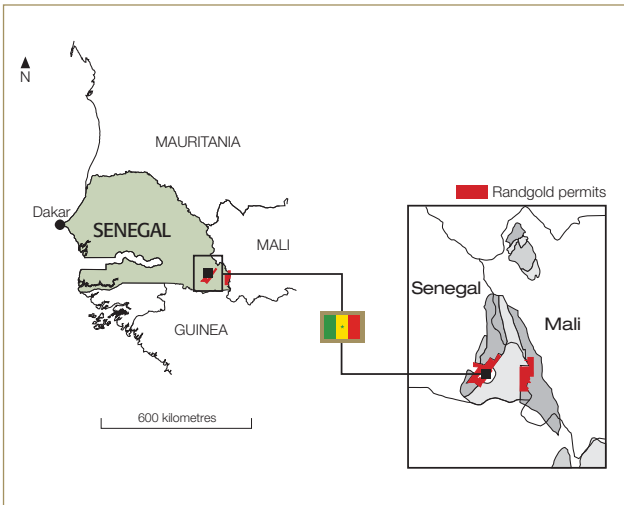 N
MAURITANIA
Dakar
SENEGAL
MALI
GUINEA
600 kilometres
Randgold permits
Senegal
Mali